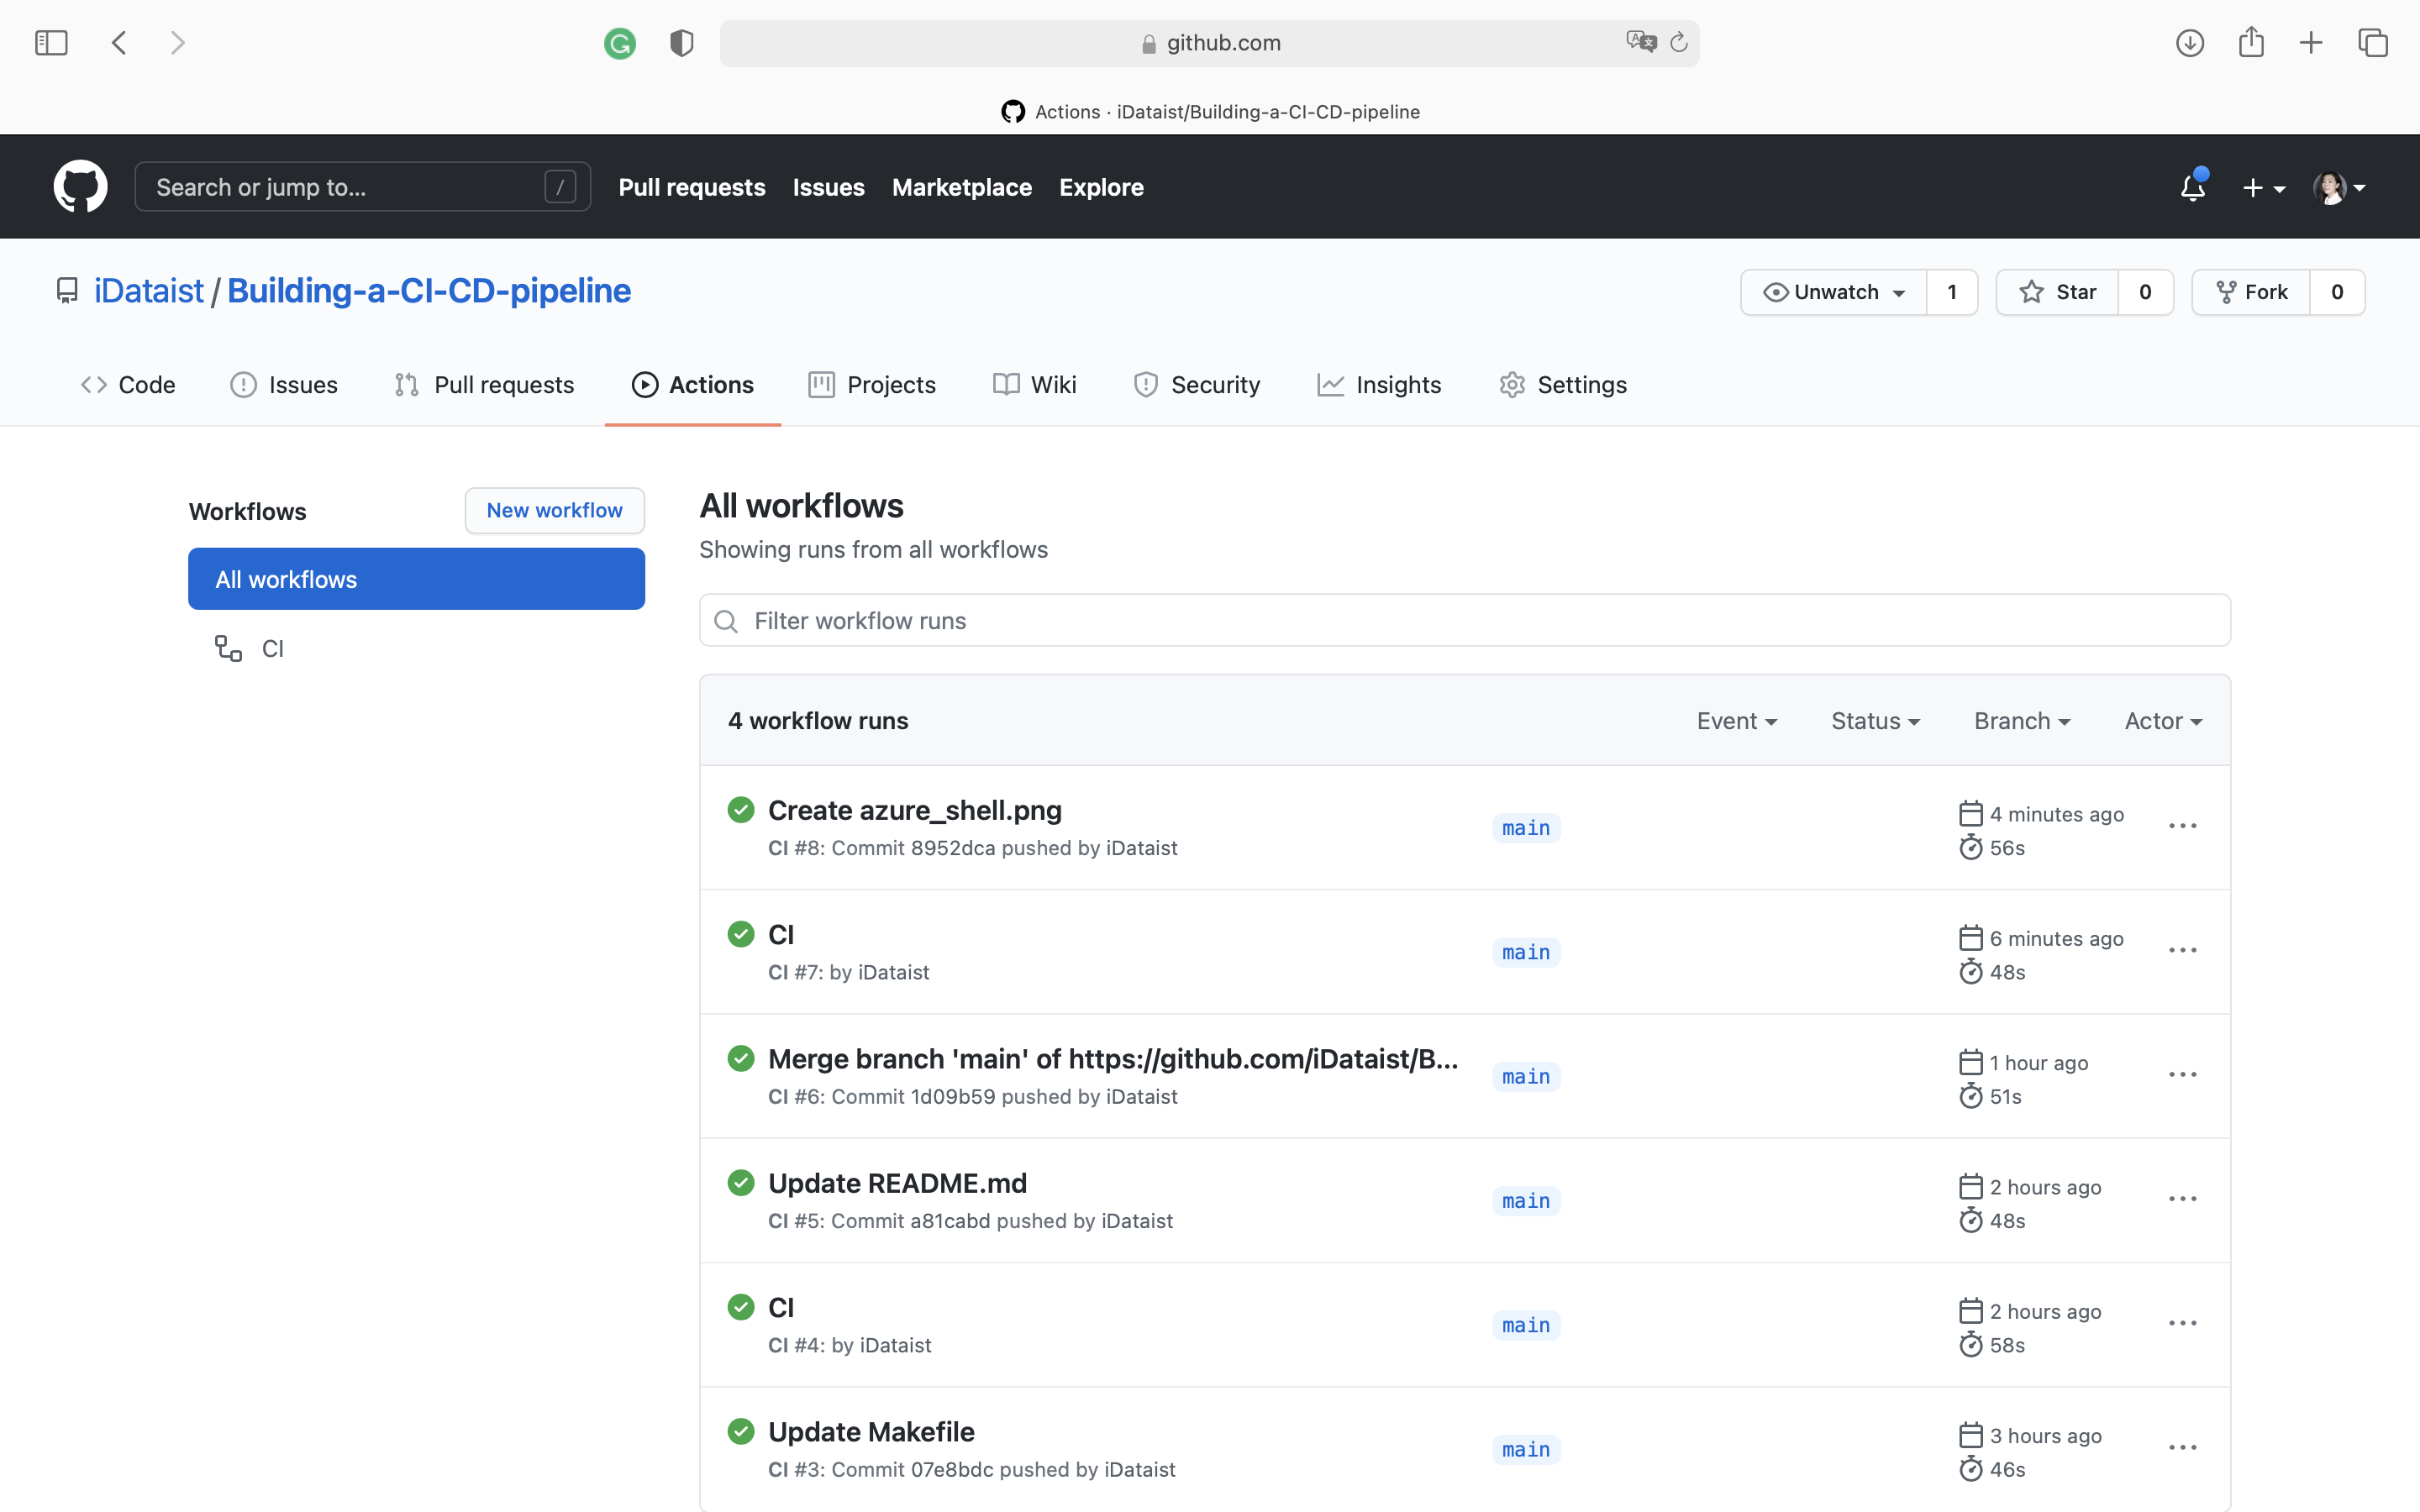 github.com
Actions · iDataist/Building-a-CI-CD-pipeline
Search or jump to... /
Pull requests Issues Marketplace Explore
iDataist / Building-a-CI-CD-pipeline
Unwatch 1 Star 0 Fork 0
Code Issues Pull requests Actions Projects Wiki Security Insights Settings
Workflows
New workflow
All workflows
CI
All workflows
Showing runs from all workflows
Filter workflow runs
4 workflow runs Event Status Branch Actor
Create azure_shell.png
CI #8: Commit 8952dca pushed by iDataist
main
4 minutes ago
56s
CI
CI #7: by iDataist
main
6 minutes ago
48s
Merge branch 'main' of https://github.com/iDataist/B...
CI #6: Commit 1d09b59 pushed by iDataist
main
1 hour ago
51s
Update README.md
CI #5: Commit a81cabd pushed by iDataist
main
2 hours ago
48s
CI
CI #4: by iDataist
main
2 hours ago
58s
Update Makefile
CI #3: Commit 07e8bdc pushed by iDataist
main
3 hours ago
46s